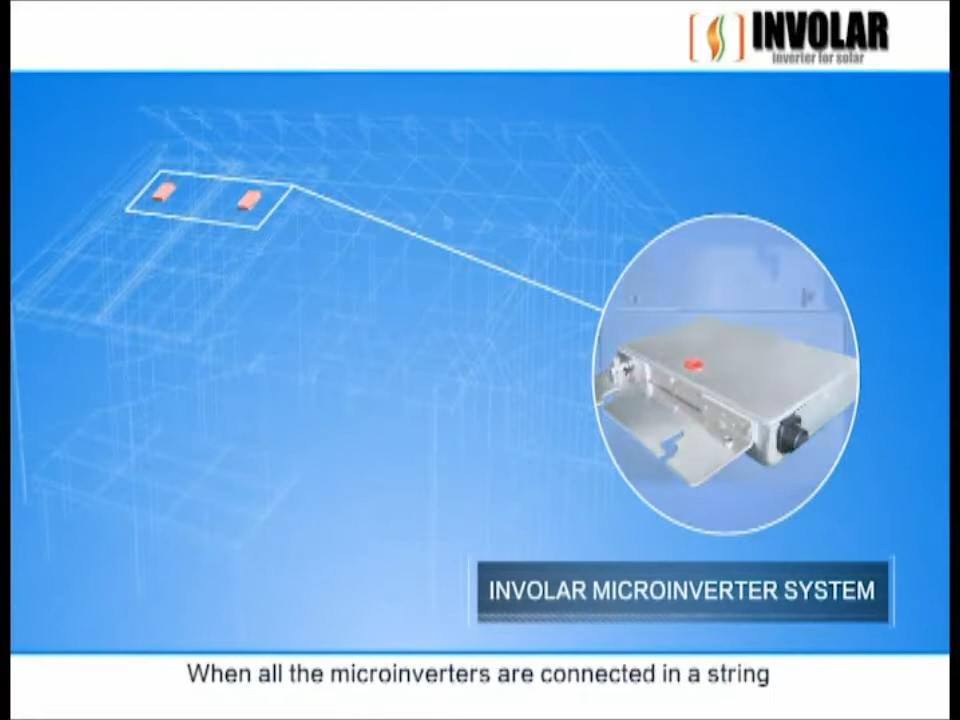 INVOLAR
inverter for solar
INVOLAR MICROINVERTER SYSTEM
When all the microinverters are connected in a string